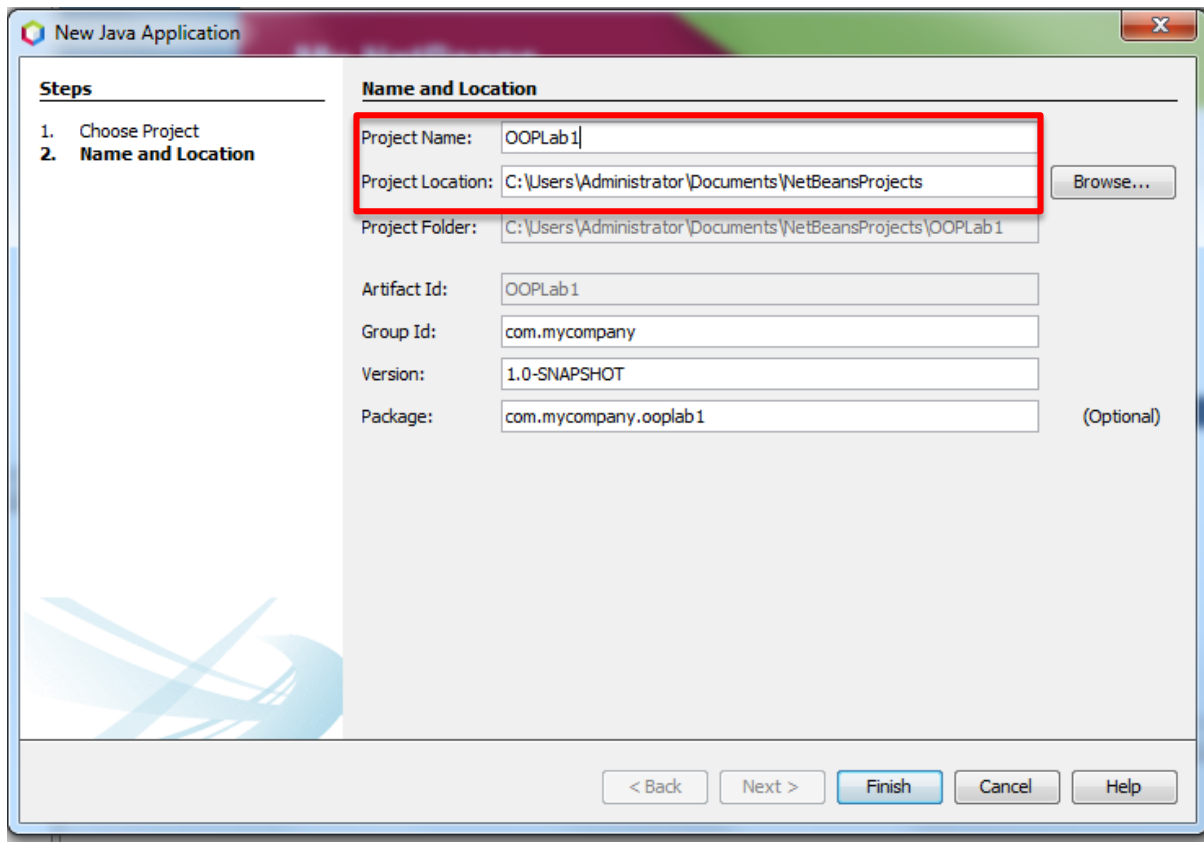 New Java Application
Steps
1. Choose Project
2. Name and Location
Name and Location
Project Name: OOPLab1
Project Location: C:\Users\Administrator\Documents\NetBeansProjects Browse...
Project Folder: C:\Users\Administrator\Documents\NetBeansProjects\OOPLab1
Artifact Id: OOPLab1
Group Id: com.mycompany
Version: 1.0-SNAPSHOT
Package: com.mycompany.ooplab1 (Optional)
< Back Next > Finish Cancel Help